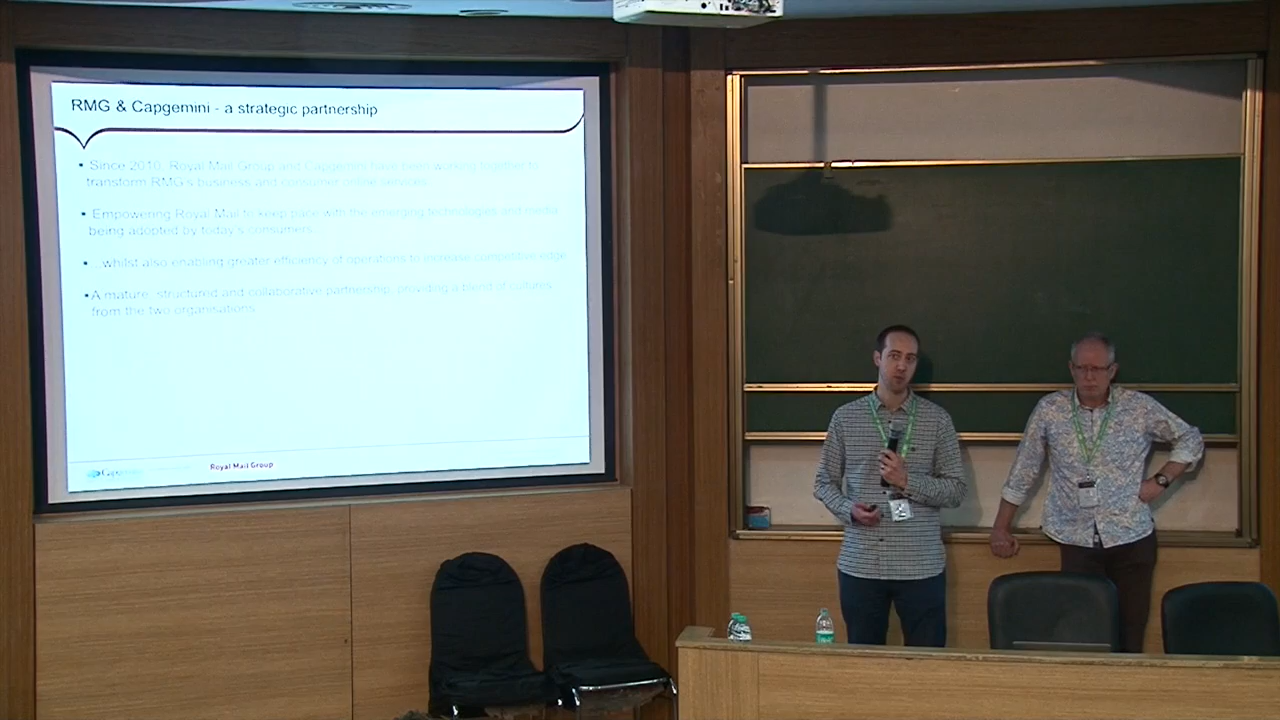 RMG & Capgemini - a strategic partnership
▪ Since 2010, Royal Mail Group and Capgemini have been working together to
transform RMG's business and consumer online services.
▪ Empowering Royal Mail to keep pace with the emerging technologies and media
being adopted by today's consumers.
▪ ..whilst also enabling greater efficiency of operations to increase competitive edge.
▪ A mature, structured and collaborative partnership, providing a blend of cultures
from the two organisations.
Royal Mail Group